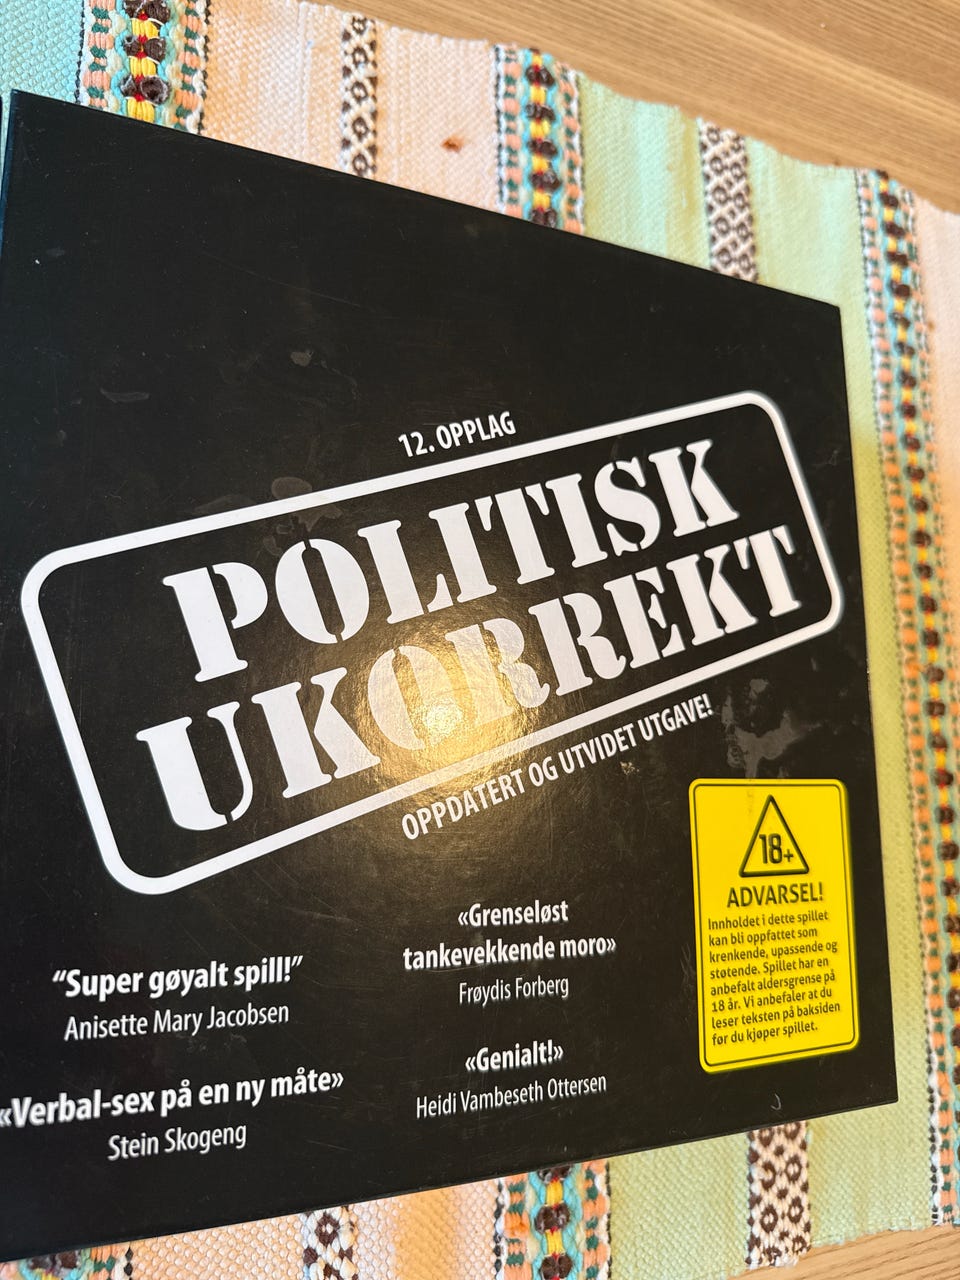 12. OPPLAG
POLITISK
UKORREKT
OPPDATERT OG UTVIDET UTGAVE!
“Super gøyalt spill!”
Anisette Mary Jacobsen
«Verbal-sex på en ny måte»
Stein Skogeng
«Grenseløst
tankevekkende moro»
Frøydis Forberg
«Genialt!»
Heidi Vambeseth Ottersen
18+
ADVARSEL!
Innholdet i dette spillet
kan bli oppfattet som
krenkende, upassende og
støtende. Spillet har en
anbefalt aldersgrense på
18 år. Vi anbefaler at du
leser teksten på baksiden
før du kjøper spillet.